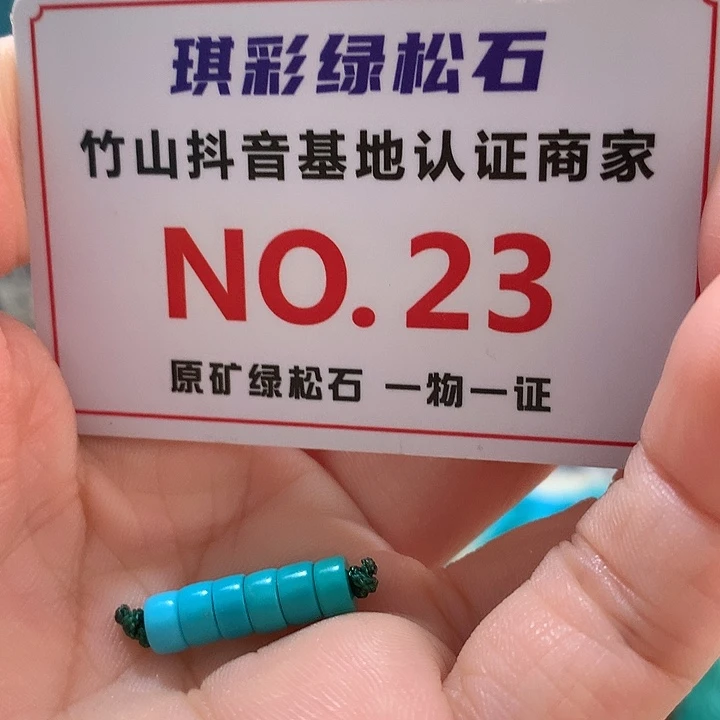 琪彩绿松石
竹山抖音基地认证商家
NO.23
原矿绿松石 一物一证